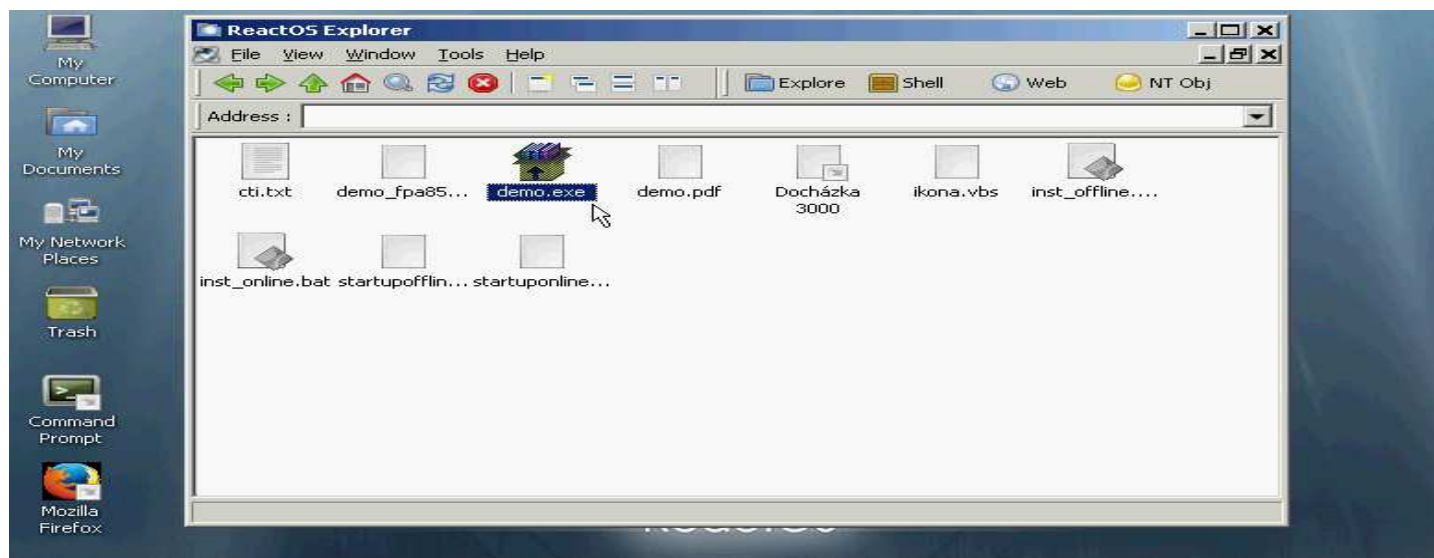 My
Computer
My
Documents
My Network
Places
Trash
Command
Prompt
Mozilla
Firefox
ReactOS Explorer
File View Window Tools Help
Explore Shell Web NT Obj
Address :
cti.txt demo_fpa85... demo.exe demo.pdf Docházka
3000 ikona.vbs inst_offline....
inst_online.bat startupofflin... startuponline...